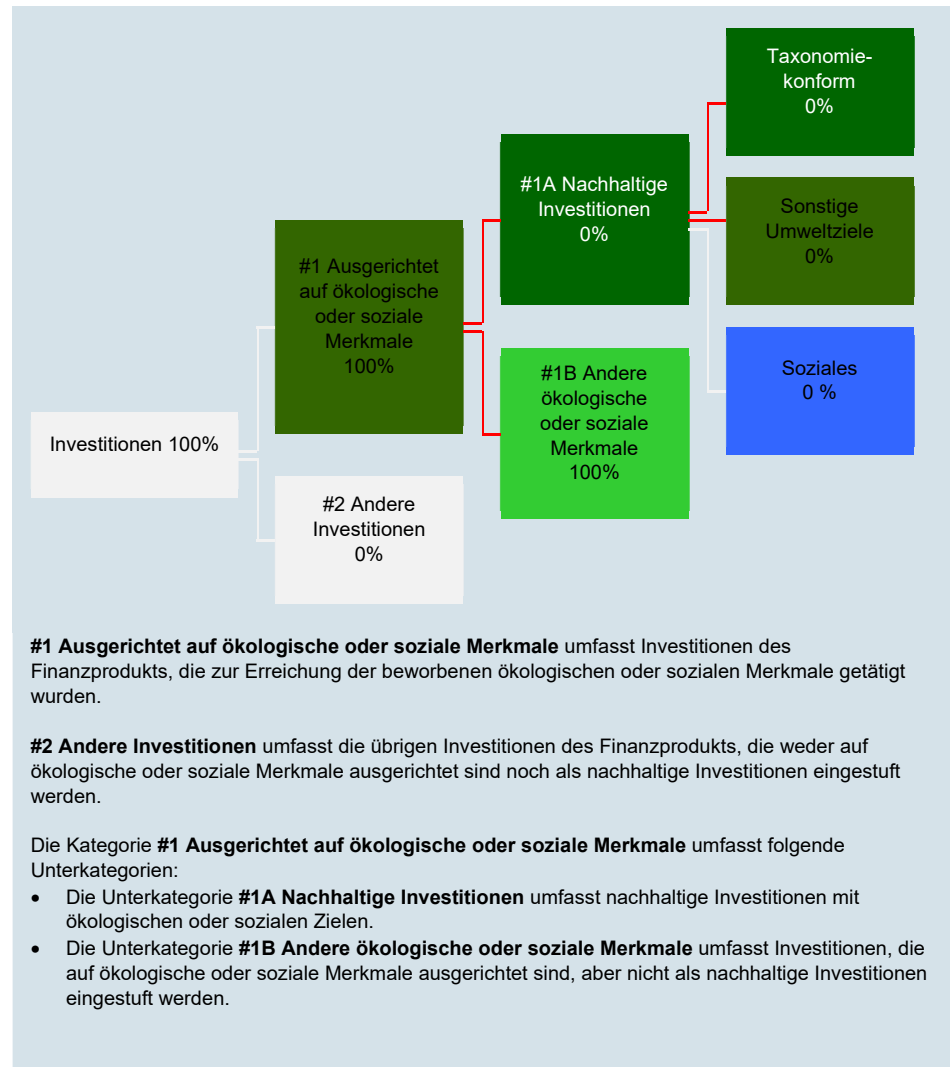 Taxonomie-
konform
0%
#1A Nachhaltige
Investitionen
0%
Sonstige
Umweltziele
0%
#1 Ausgerichtet
auf ökologische
oder soziale
Merkmale
100%
Soziales
0 %
#1B Andere
ökologische
oder soziale
Merkmale
100%
Investitionen 100%
#2 Andere
Investitionen
0%
#1 Ausgerichtet auf ökologische oder soziale Merkmale umfasst Investitionen des
Finanzprodukts, die zur Erreichung der beworbenen ökologischen oder sozialen Merkmale getätigt
wurden.
#2 Andere Investitionen umfasst die übrigen Investitionen des Finanzprodukts, die weder auf
ökologische oder soziale Merkmale ausgerichtet sind noch als nachhaltige Investitionen eingestuft
werden.
Die Kategorie #1 Ausgerichtet auf ökologische oder soziale Merkmale umfasst folgende
Unterkategorien:
• Die Unterkategorie #1A Nachhaltige Investitionen umfasst nachhaltige Investitionen mit
ökologischen oder sozialen Zielen.
• Die Unterkategorie #1B Andere ökologische oder soziale Merkmale umfasst Investitionen, die
auf ökologische oder soziale Merkmale ausgerichtet sind, aber nicht als nachhaltige Investitionen
eingestuft werden.